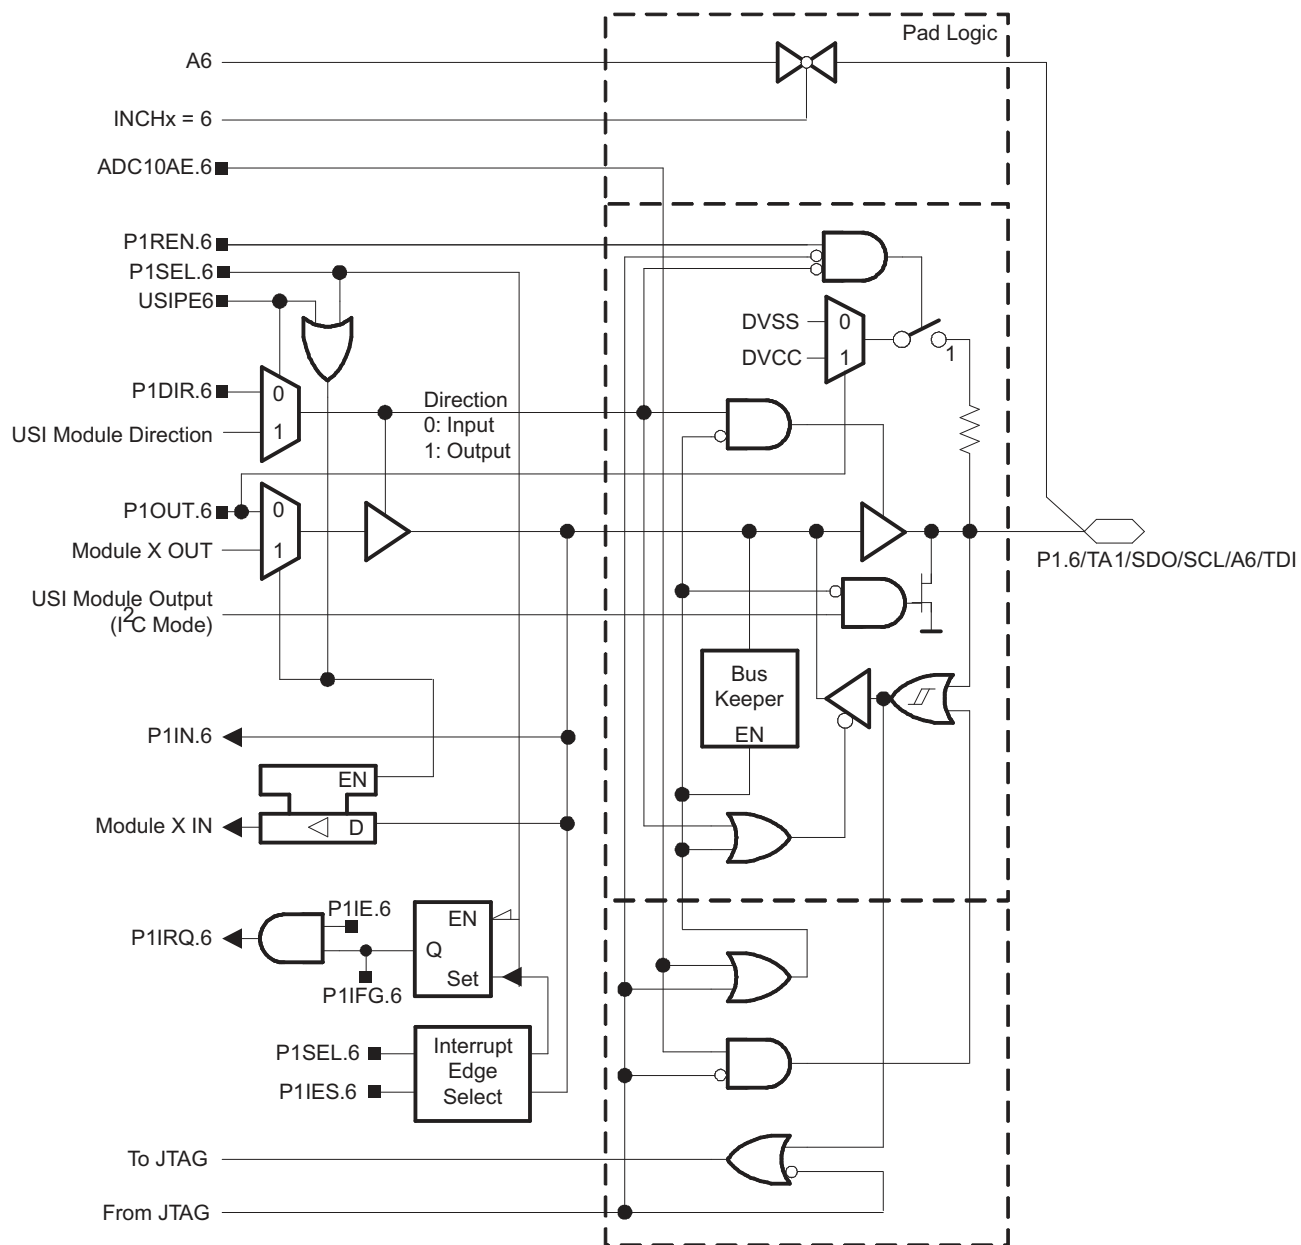 Pad Logic
A6
INCHx = 6
ADC10AE.6
P1REN.6
P1SEL.6
USIPE6
DVSS
0
DVCC
1
1
P1DIR.6
0
USI Module Direction
1
Direction
0: Input
1: Output
P1OUT.6
0
Module X OUT
1
P1.6/TA1/SDO/SCL/A6/TDI
USI Module Output
(I2C Mode)
Bus
Keeper
EN
P1IN.6
EN
Module X IN
D
P1IE.6
P1IRQ.6
EN
Q
Set
P1IFG.6
P1SEL.6
P1IES.6
Interrupt
Edge
Select
To JTAG
From JTAG